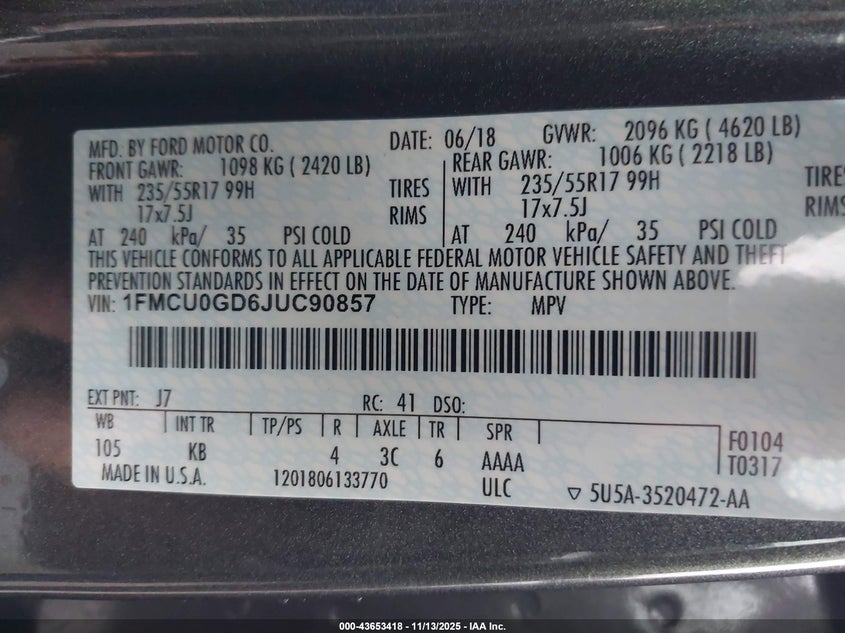 MFD. BY FORD MOTOR CO. DATE: 06/18 GVWR: 2096 KG ( 4620 LB)
FRONT GAWR: 1098 KG ( 2420 LB) REAR GAWR: 1006 KG ( 2218 LB)
WITH 235/55R17 99H TIRES WITH 235/55R17 99H TIRES
17x7.5J RIMS 17x7.5J RIMS
AT 240 kPa/ 35 PSI COLD AT 240 kPa/ 35 PSI COLD
THIS VEHICLE CONFORMS TO ALL APPLICABLE FEDERAL MOTOR VEHICLE SAFETY AND THEFT
PREVENTION STANDARDS IN EFFECT ON THE DATE OF MANUFACTURE SHOWN ABOVE.
VIN: 1FMCU0GD6JUC90857 TYPE: MPV
EXT PNT: J7 RC: 41 DSO:
WB INT TR TP/PS R AXLE TR SPR
105 KB 4 3C 6 AAAA
F0104
T0317
MADE IN U.S.A. 1201806133770 ULC ▽ 5U5A-3520472-AA
000-43653418 - 11/13/2025 - IAA Inc.